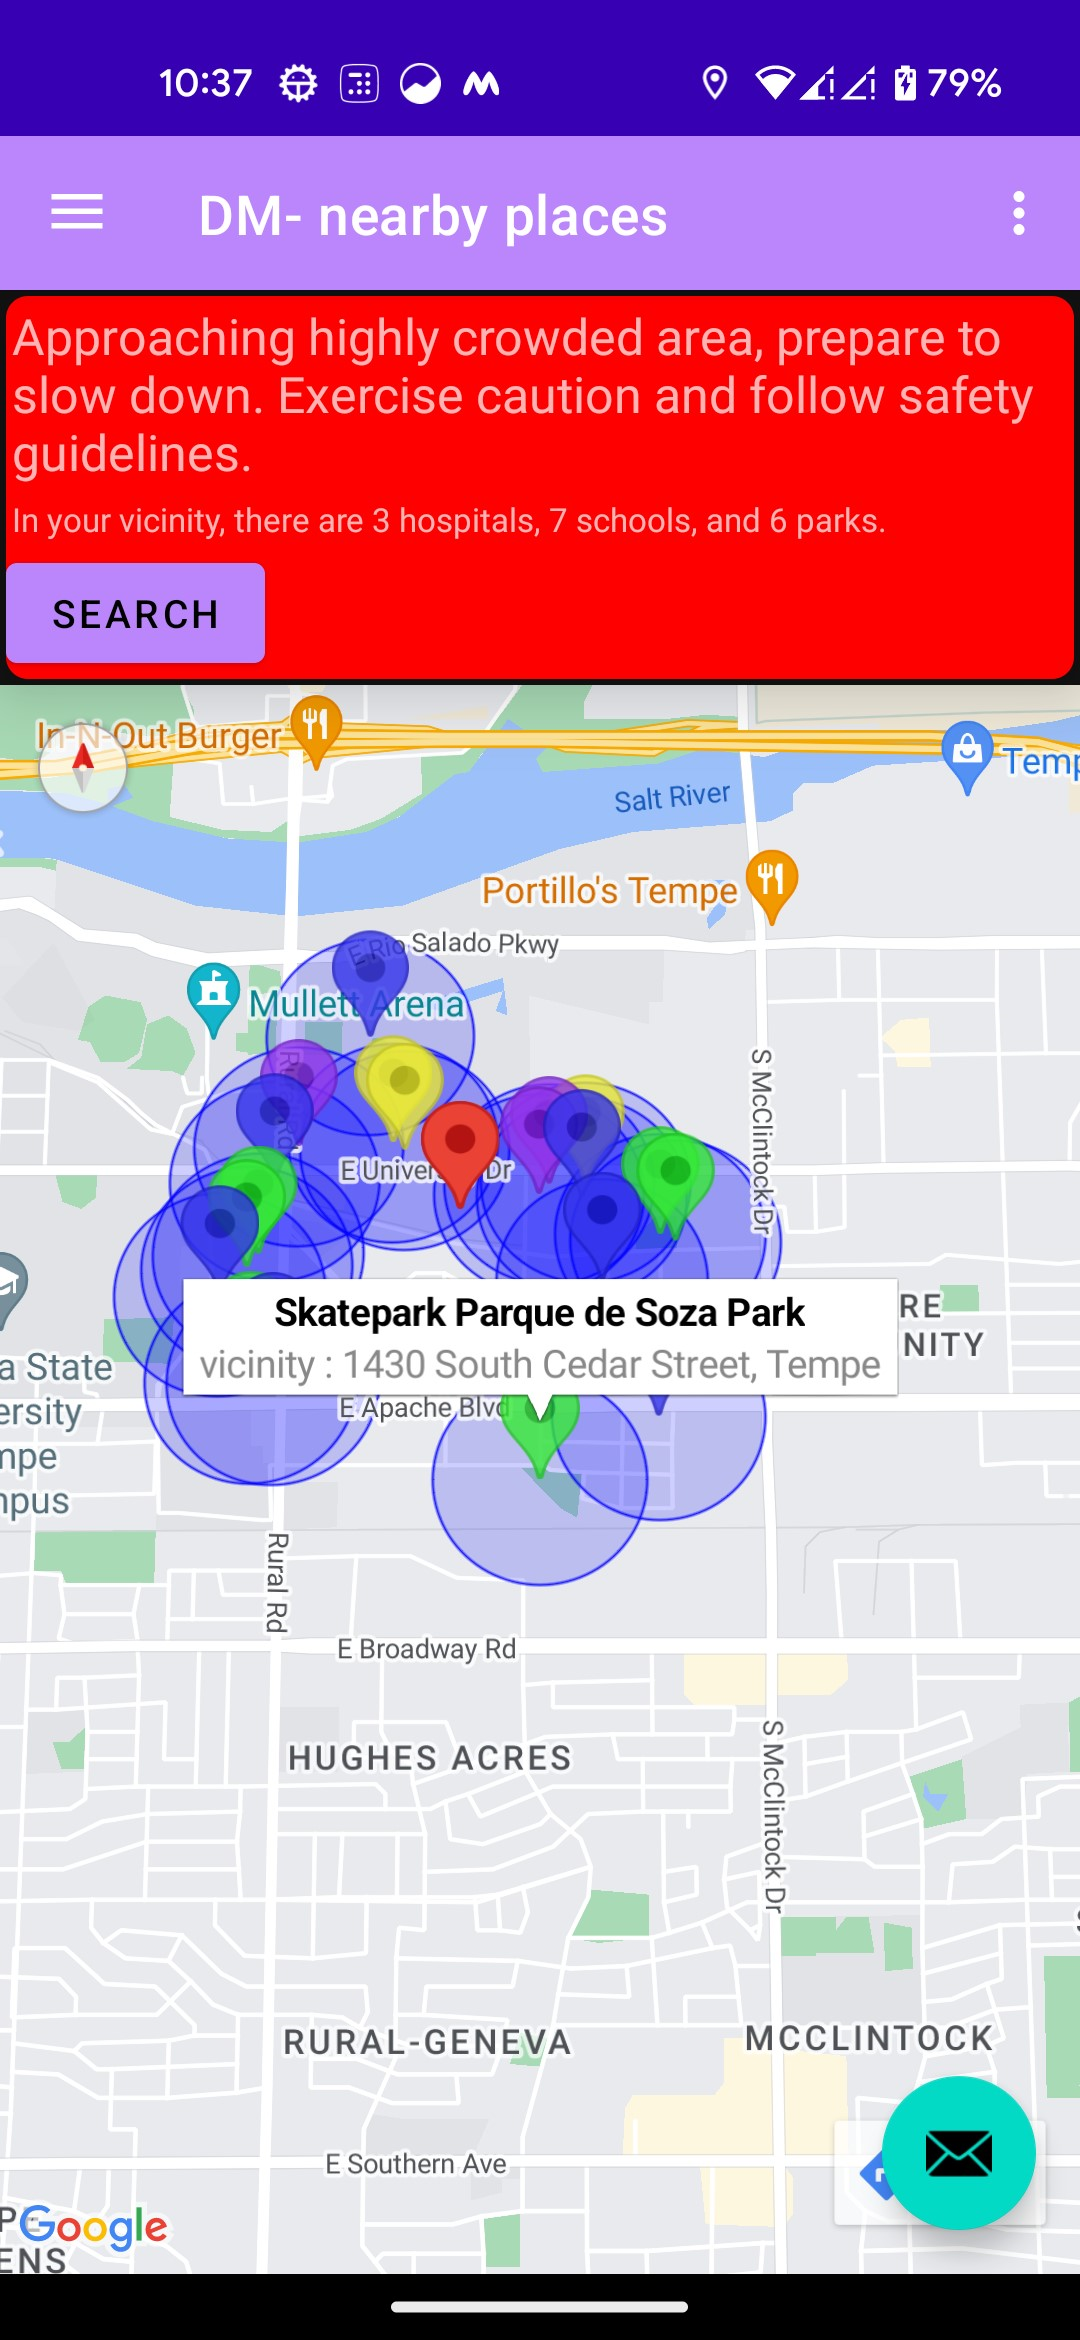 10:37
79%
DM- nearby places
Approaching highly crowded area, prepare to
slow down. Exercise caution and follow safety
guidelines.
In your vicinity, there are 3 hospitals, 7 schools, and 6 parks.
SEARCH
In-N-Out Burger
Temp
Salt River
Portillo's Tempe
E Rio Salado Pkwy
Mullett Arena
S McClintock Dr
E Univer Dr
Skatepark Parque de Soza Park
vicinity : 1430 South Cedar Street, Tempe
RE
NITY
a State
ersity
mpe
npus
E Apache Blvd
Rural Rd
E Broadway Rd
HUGHES ACRES
S McClintock Dr
RURAL-GENEVA
MCCLINTOCK
E Southern Ave
Google
ENS